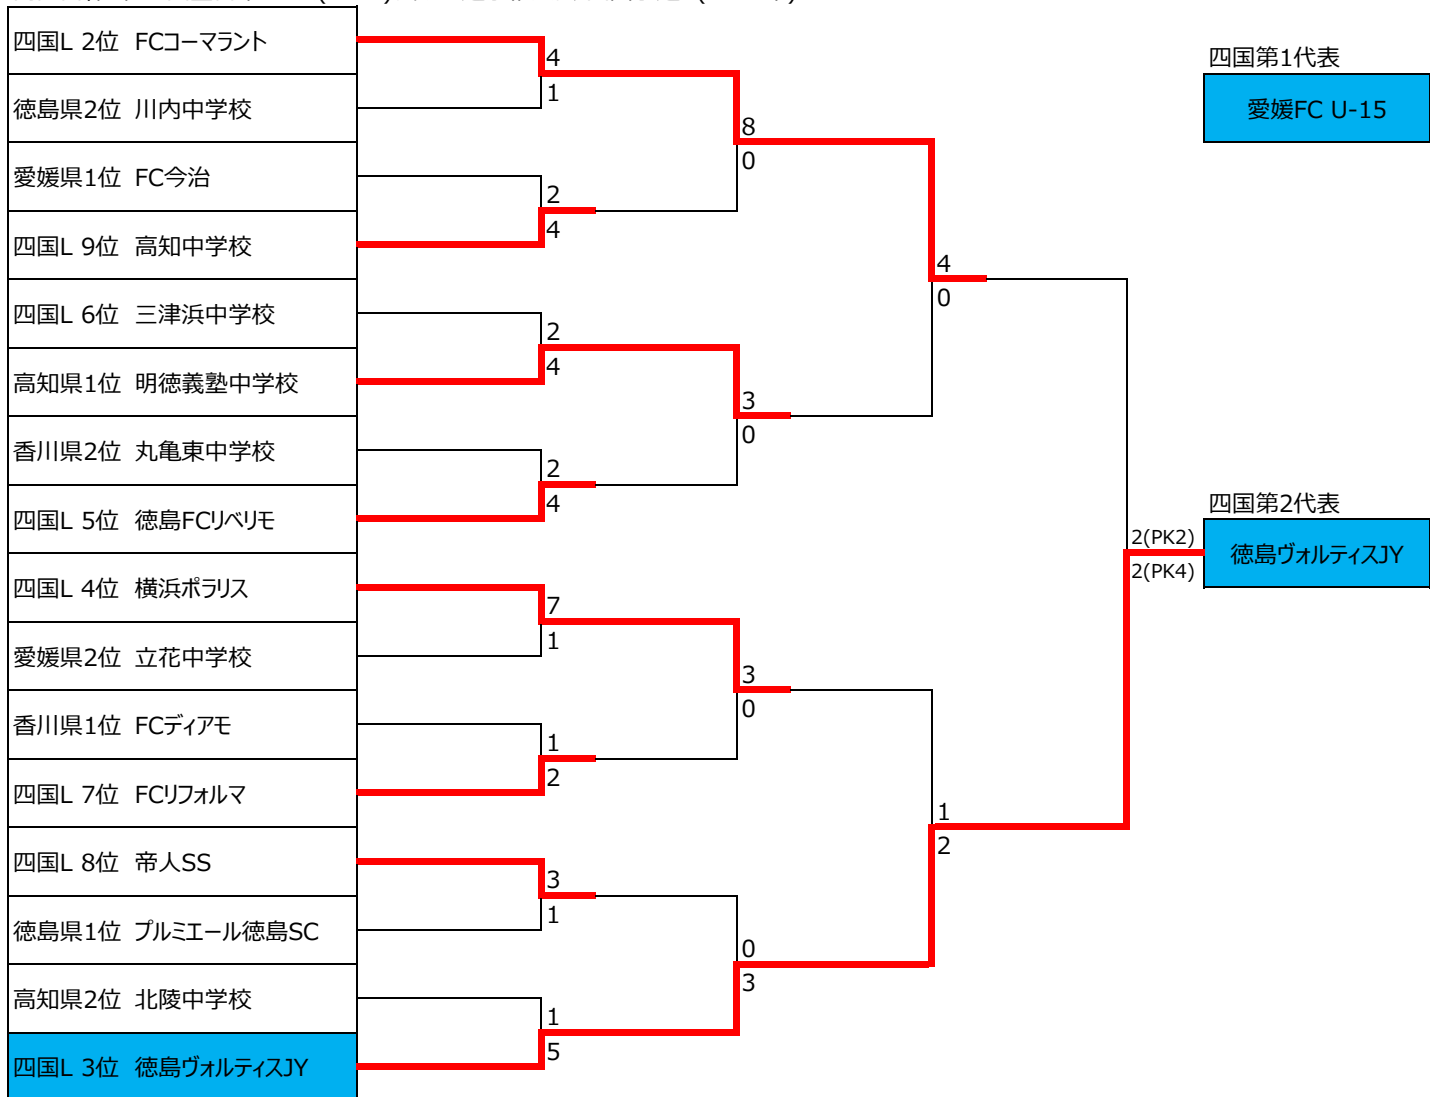 四国L 2位 FCコーマラント
徳島県2位 川内中学校
愛媛県1位 FC今治
四国L 9位 高知中学校
四国L 6位 三津浜中学校
高知県1位 明徳義塾中学校
香川県2位 丸亀東中学校
四国L 5位 徳島FCリベリモ
四国L 4位 横浜ポラリス
愛媛県2位 立花中学校
香川県1位 FCディアモ
四国L 7位 FCリフォルマ
四国L 8位 帝人SS
徳島県1位 プルミエール徳島SC
高知県2位 北陵中学校
四国L 3位 徳島ヴォルティスJY
4
1
2
4
2
4
2
4
7
1
1
2
3
1
1
5
8
0
3
0
3
0
0
3
4
0
1
2
2(PK2)
2(PK4)
四国第1代表
愛媛FC U-15
四国第2代表
徳島ヴォルティスJY